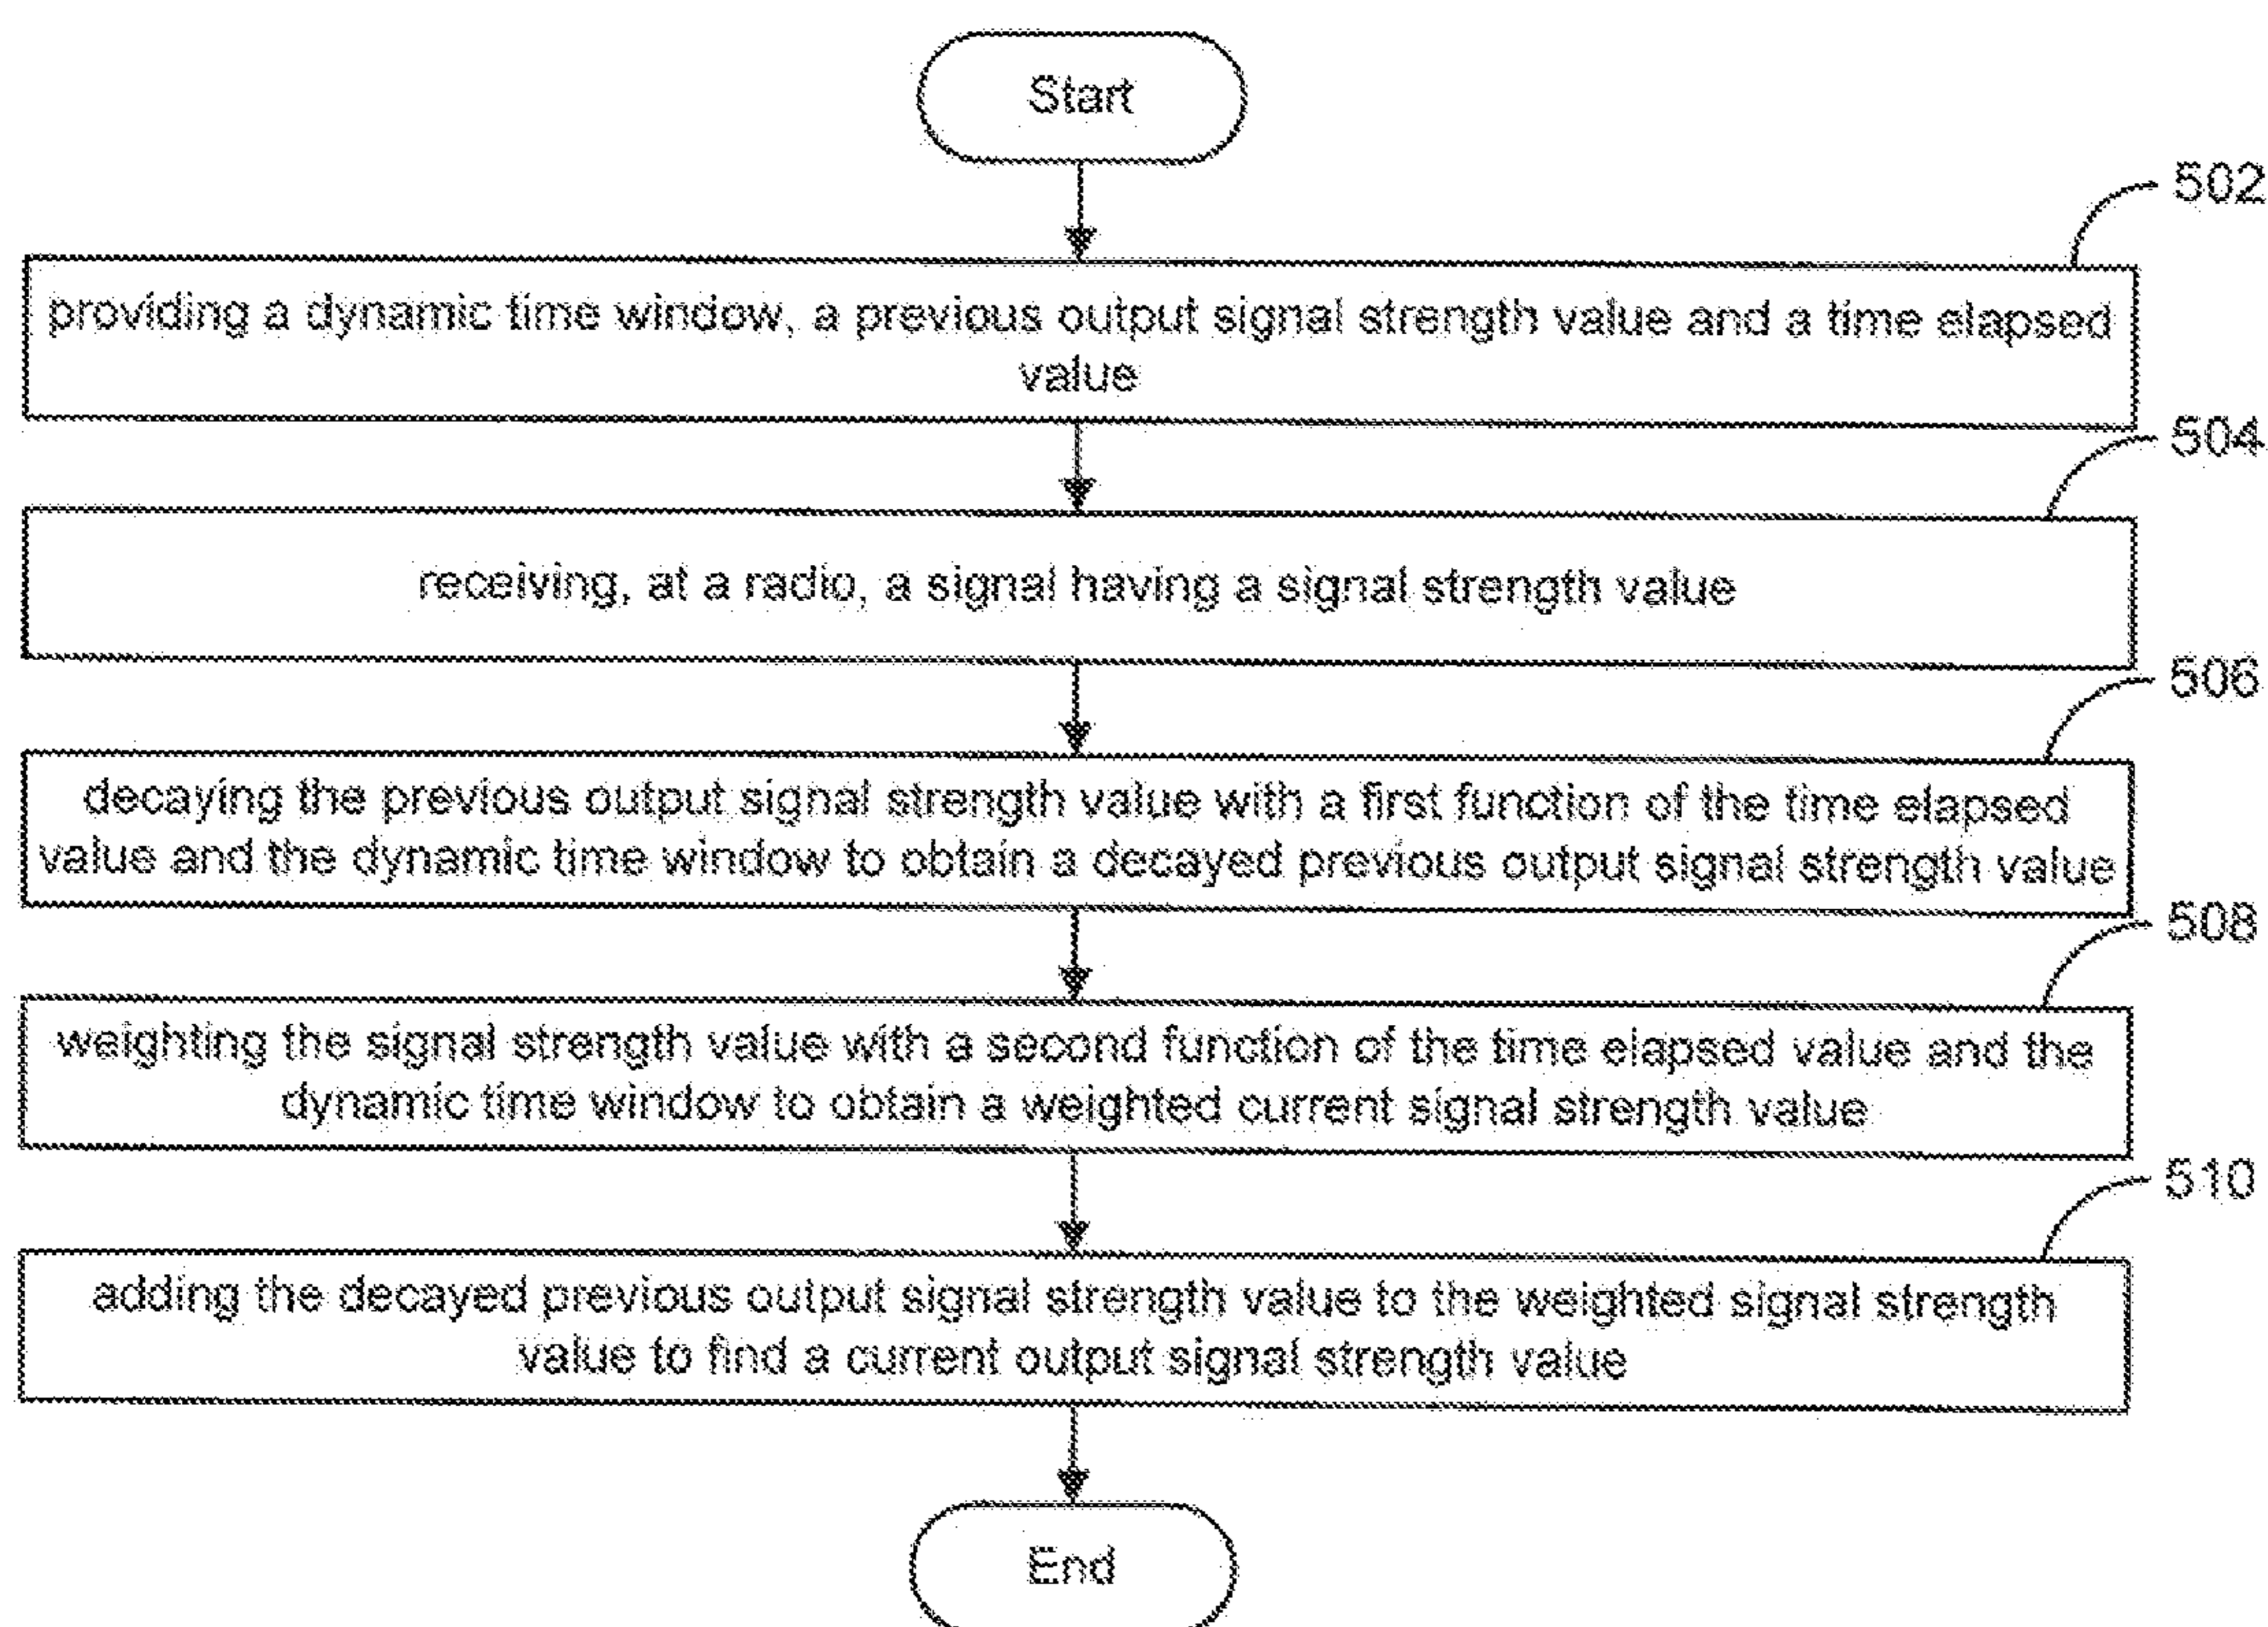 Start
502
providing a dynamic time window, a previous output signal strength value and a time elapsed
value
504
receiving, at a radio, a signal having a signal strength value
506
decaying the previous output signal strength value with a first function of the time elapsed
value and the dynamic time window to obtain a decayed previous output signal strength value
508
weighting the signal strength value with a second function of the time elapsed value and the
dynamic time window to obtain a weighted current signal strength value
510
adding the decayed previous output signal strength value to the weighted signal strength
value to find a current output signal strength value
End